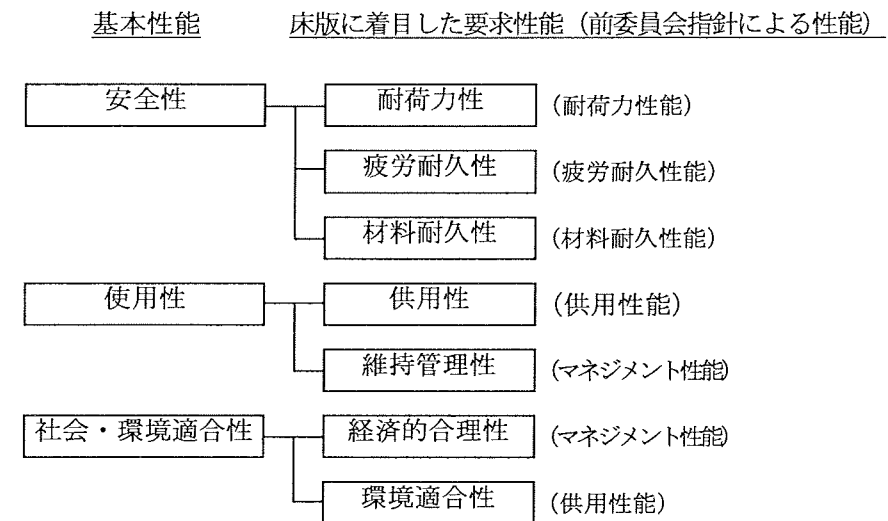 基本性能　床版に着目した要求性能（前委員会指針による性能）
安全性　耐荷力性　(耐荷力性能)
疲労耐久性　(疲労耐久性能)
材料耐久性　(材料耐久性能)
使用性　供用性　(供用性能)
維持管理性　(マネジメント性能)
社会・環境適合性　経済的合理性　(マネジメント性能)
環境適合性　(供用性能)